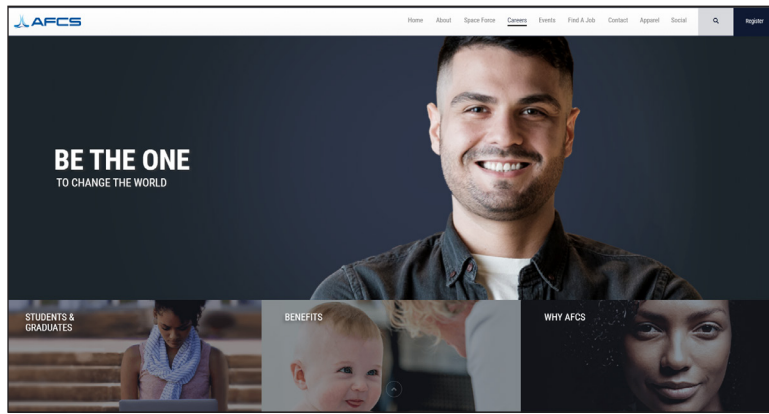 AFCS
Home About Space Force Careers Events Find A Job Contact Apparel Social Register
BE THE ONE
TO CHANGE THE WORLD
STUDENTS &
GRADUATES
BENEFITS
WHY AFCS